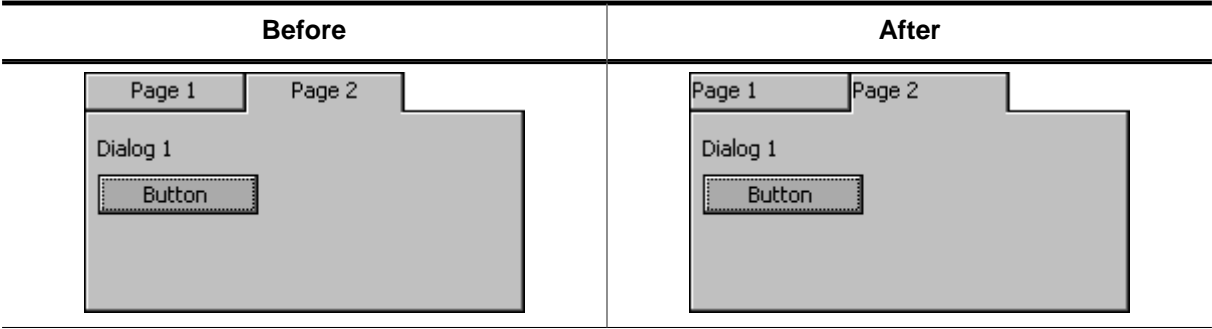 Before After
Page 1 Page 2 Page 1 Page 2
Dialog 1 Dialog 1
Button Button